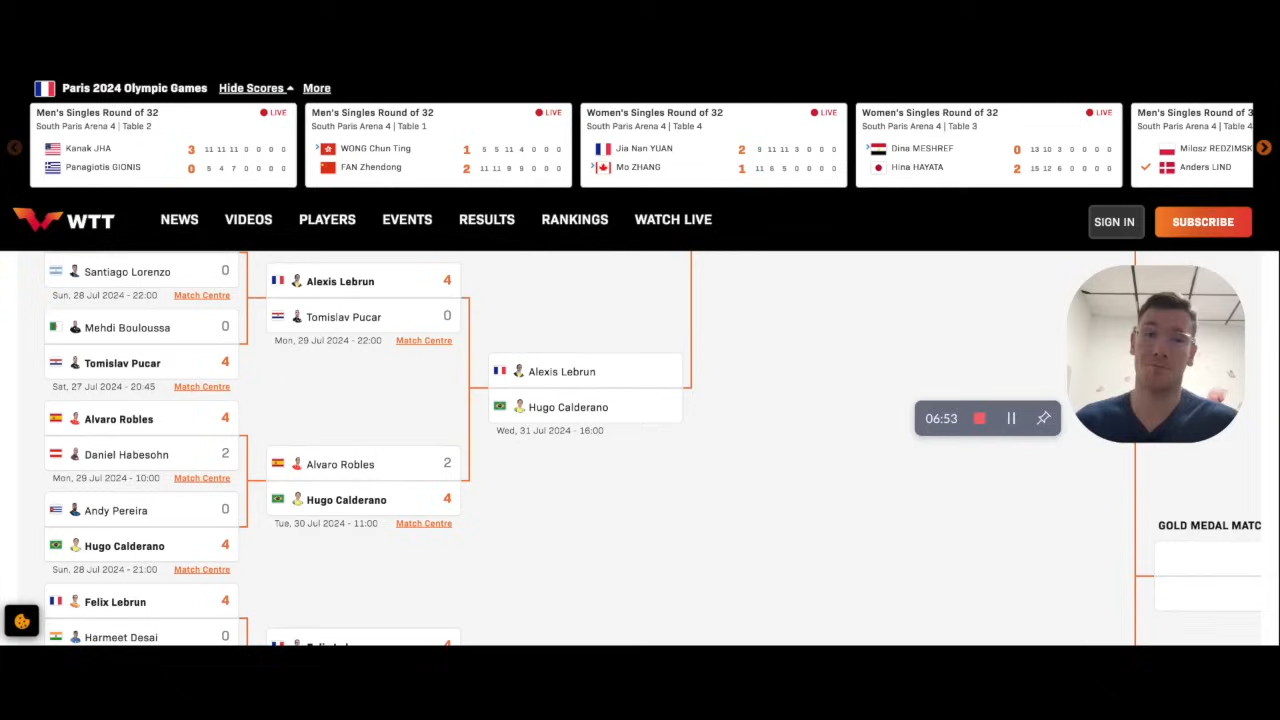 Paris 2024 Olympic Games Hide Scores More
Men's Singles Round of 32 LIVE
South Paris Arena 4 | Table 2
Kanak JHA 3 11 11 11 0 0 0 0
Panagiotis GIONIS 0 5 4 7 0 0 0 0
Men's Singles Round of 32 LIVE
South Paris Arena 4 | Table 1
WONG Chun Ting 1 5 5 11 4 0 0 0
FAN Zhendong 2 11 11 9 9 0 0 0
Women's Singles Round of 32 LIVE
South Paris Arena 4 | Table 4
Jia Nan YUAN 2 9 11 11 3 0 0 0
Mo ZHANG 1 11 6 5 0 0 0 0
Women's Singles Round of 32 LIVE
South Paris Arena 4 | Table 3
Dina MESHREF 0 13 10 3 0 0 0 0
Hina HAYATA 2 15 12 6 0 0 0 0
Men's Singles Round of 3
South Paris Arena 4 | Table 4
Milosz REDZIMSK
Anders LIND
WTT NEWS VIDEOS PLAYERS EVENTS RESULTS RANKINGS WATCH LIVE SIGN IN SUBSCRIBE
Santiago Lorenzo 0
Sun, 28 Jul 2024 - 22:00 Match Centre
Mehdi Bouloussa 0
Tomislav Pucar 4
Sat, 27 Jul 2024 - 20:45 Match Centre
Alvaro Robles 4
Daniel Habesohn 2
Mon, 29 Jul 2024 - 10:00 Match Centre
Andy Pereira 0
Hugo Calderano 4
Sun, 28 Jul 2024 - 21:00 Match Centre
Felix Lebrun 4
Harmeet Desai 0
Alexis Lebrun 4
Tomislav Pucar 0
Mon, 29 Jul 2024 - 22:00 Match Centre
Alvaro Robles 2
Hugo Calderano 4
Tue, 30 Jul 2024 - 11:00 Match Centre
Alexis Lebrun
Hugo Calderano
Wed, 31 Jul 2024 - 16:00
06:53
GOLD MEDAL MATC